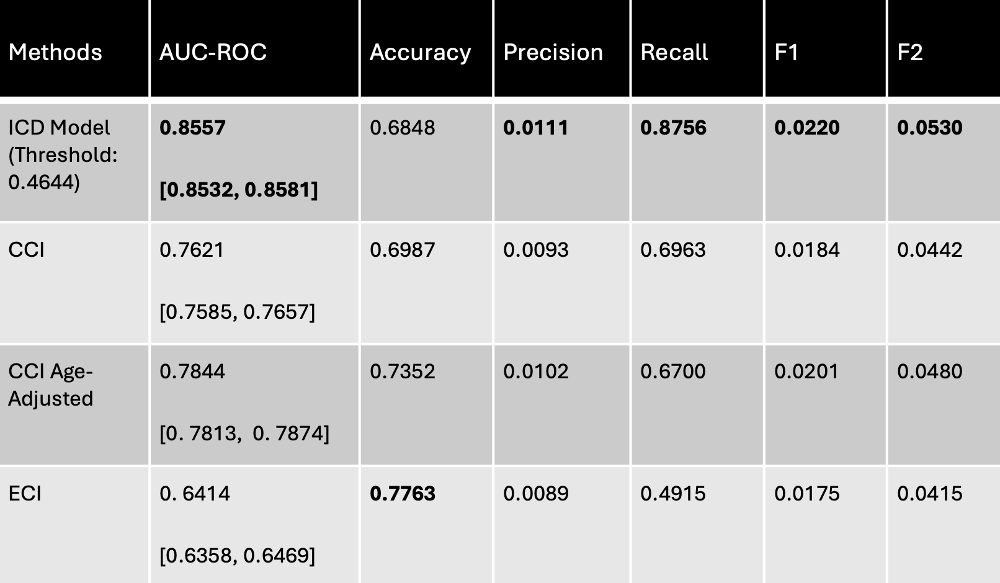 Methods AUC-ROC Accuracy Precision Recall F1 F2
ICD Model 0.8557 0.6848 0.0111 0.8756 0.0220 0.0530
(Threshold:
0.4644) [0.8532, 0.8581]
CCI 0.7621 0.6987 0.0093 0.6963 0.0184 0.0442
[0.7585, 0.7657]
CCI Age- 0.7844 0.7352 0.0102 0.6700 0.0201 0.0480
Adjusted
[0. 7813,  0. 7874]
ECI 0. 6414 0.7763 0.0089 0.4915 0.0175 0.0415
[0.6358, 0.6469]